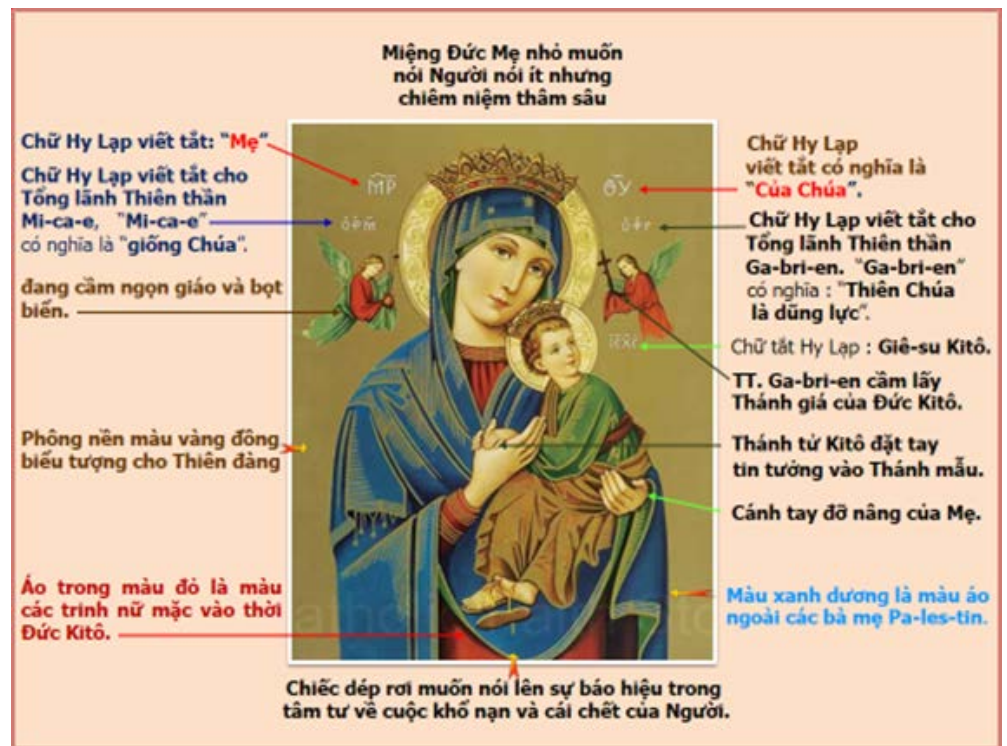 Miệng Đức Mẹ nhỏ muốn
nói Người nói ít nhưng
chiêm niệm thâm sâu
Chữ Hy Lạp viết tắt: "Mẹ"
Chữ Hy Lạp viết tắt cho
Tổng lãnh Thiên thần
Mi-ca-e, "Mi-ca-e"
có nghĩa là "giống Chúa".
đang cầm ngọn giáo và bọt
biển.
Phông nền màu vàng đồng
biểu tượng cho Thiên đàng
Áo trong màu đỏ là màu
các trinh nữ mặc vào thời
Đức Kitô.
ΜΡ
ΘΥ
Chữ Hy Lạp
viết tắt có nghĩa là
"Của Chúa".
Chữ Hy Lạp viết tắt cho
Tổng lãnh Thiên thần
Ga-bri-en. "Ga-bri-en"
có nghĩa : "Thiên Chúa
là dũng lực".
Chữ tắt Hy Lạp : Giê-su Kitô.
TT. Ga-bri-en cầm lấy
Thánh giá của Đức Kitô.
Thánh tử Kitô đặt tay
tin tưởng vào Thánh mẫu.
Cánh tay đỡ nâng của Mẹ.
Màu xanh dương là màu áo
ngoài các bà mẹ Pa-les-tin.
Chiếc dép rơi muốn nói lên sự báo hiệu trong
tâm tư về cuộc khổ nạn và cái chết của Người.